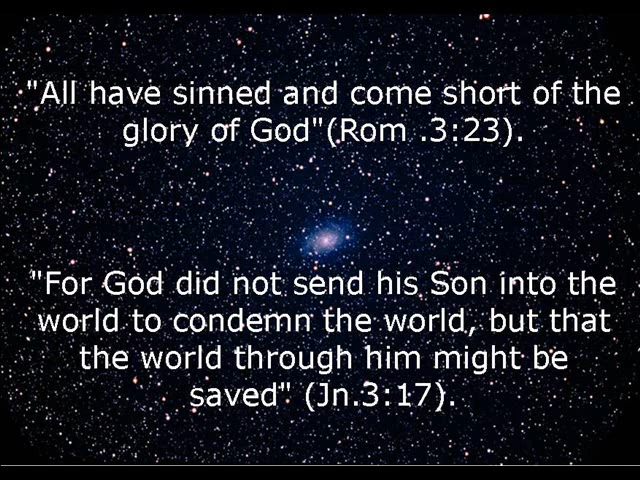 "All have sinned and come short of the
glory of God"(Rom .3:23).
"For God did not send his Son into the
world to condemn the world, but that
the world through him might be
saved" (Jn.3:17).